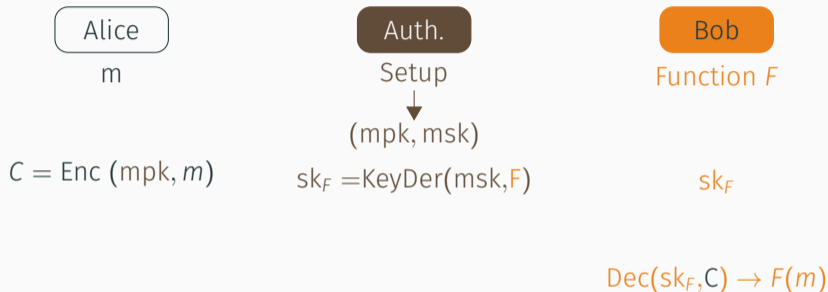 Alice
m
C = Enc (mpk, m)
Auth.
Setup
(mpk, msk)
sk_F =KeyDer(msk,F)
Bob
Function F
sk_F
Dec(sk_F,C) → F(m)